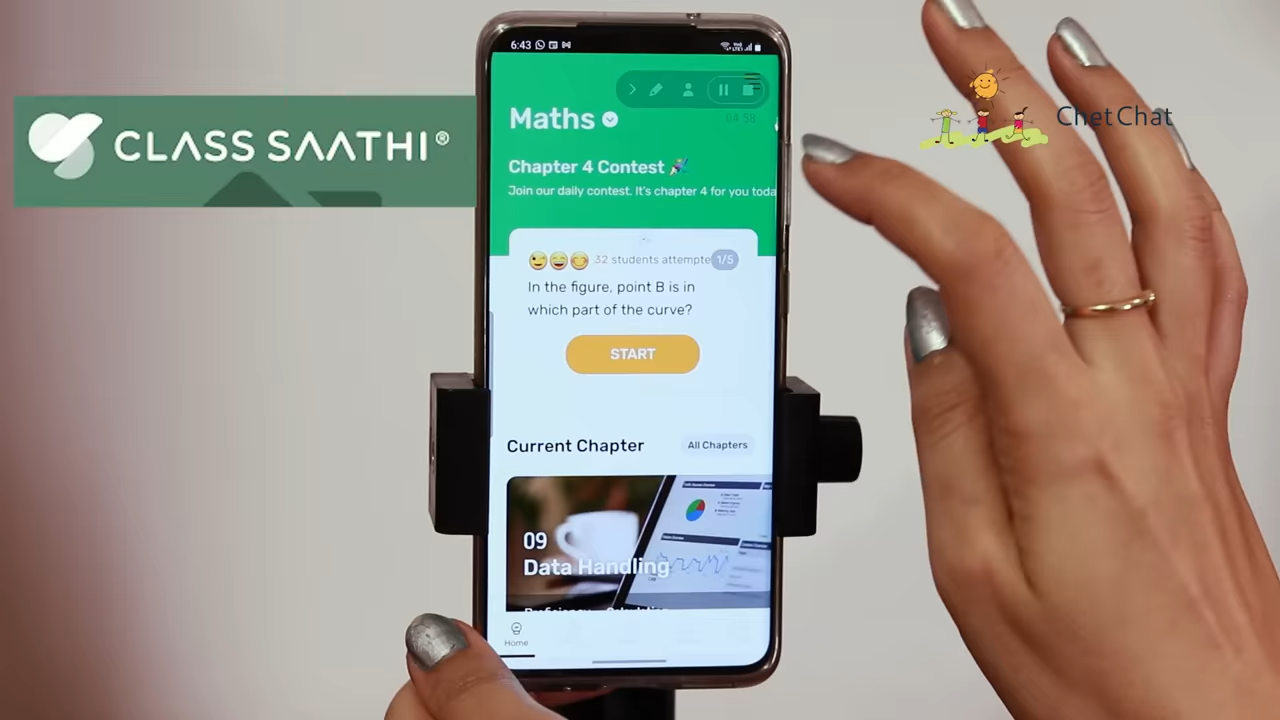 6:43
CLASS SAATHI®
ChetChat
Maths
04:58
Chapter 4 Contest
Join our daily contest. It's chapter 4 for you toda
32 students attempte 1/5
In the figure, point B is in
which part of the curve?
START
Current Chapter All Chapters
09
Data Handling
Home